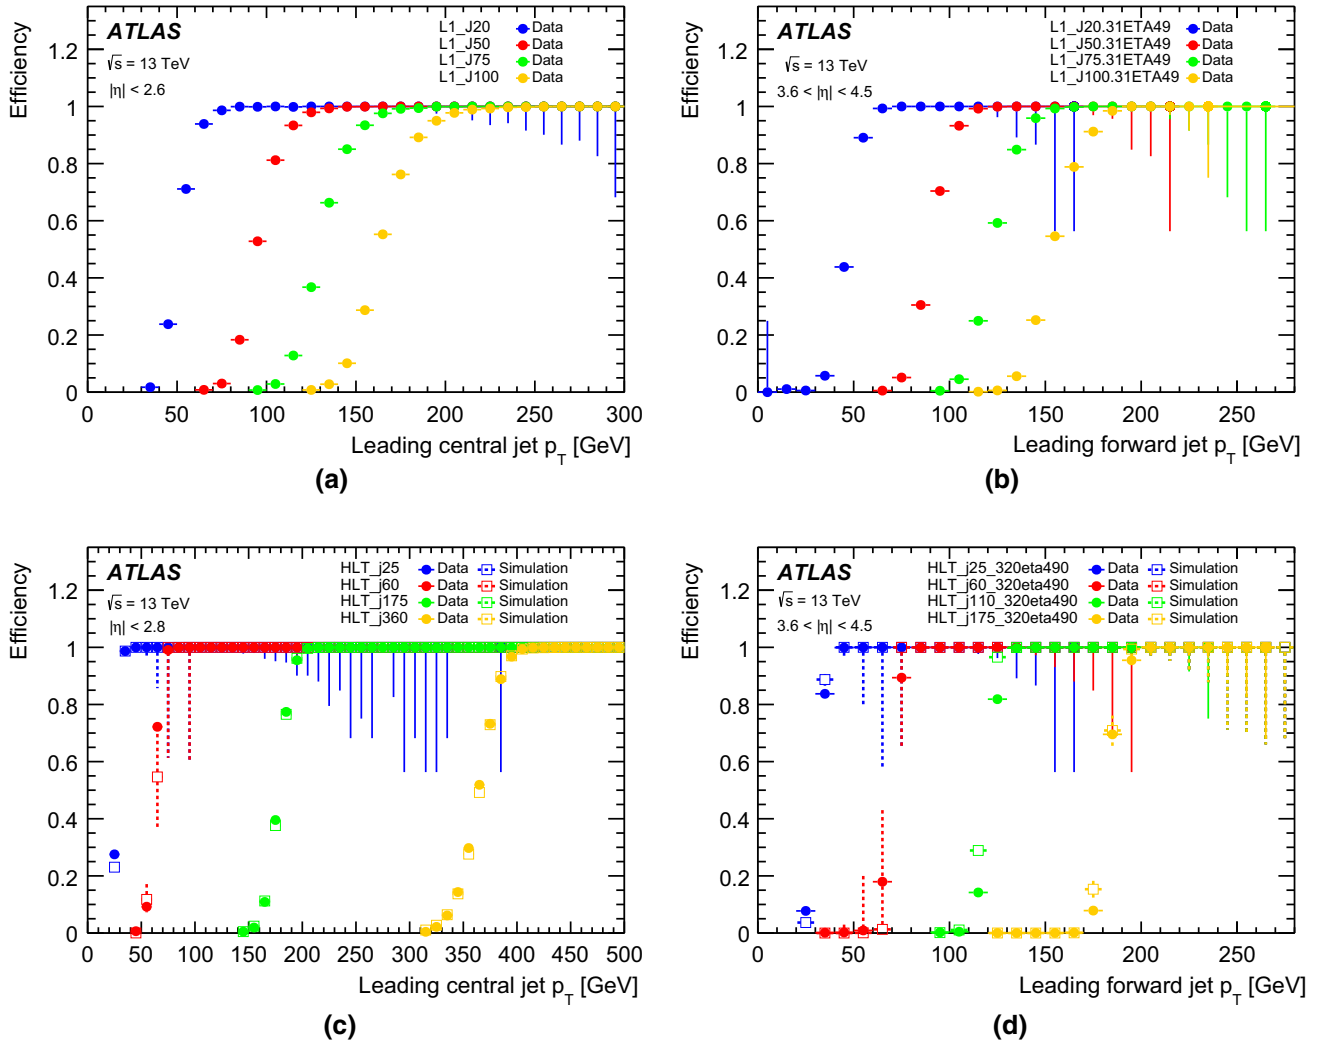 ATLAS
√s = 13 TeV
|η| < 2.6
L1_J20 Data
L1_J50 Data
L1_J75 Data
L1_J100 Data
Efficiency
1.2
1
0.8
0.6
0.4
0.2
0
0 50 100 150 200 250 300
Leading central jet p_T [GeV]
(a)
ATLAS
√s = 13 TeV
3.6 < |η| < 4.5
L1_J20.31ETA49 Data
L1_J50.31ETA49 Data
L1_J75.31ETA49 Data
L1_J100.31ETA49 Data
Efficiency
1.2
1
0.8
0.6
0.4
0.2
0
0 50 100 150 200 250
Leading forward jet p_T [GeV]
(b)
ATLAS
√s = 13 TeV
|η| < 2.8
HLT_j25 Data Simulation
HLT_j60 Data Simulation
HLT_j175 Data Simulation
HLT_j360 Data Simulation
Efficiency
1.2
1
0.8
0.6
0.4
0.2
0
0 50 100 150 200 250 300 350 400 450 500
Leading central jet p_T [GeV]
(c)
ATLAS
√s = 13 TeV
3.6 < |η| < 4.5
HLT_j25_320eta490 Data Simulation
HLT_j60_320eta490 Data Simulation
HLT_j110_320eta490 Data Simulation
HLT_j175_320eta490 Data Simulation
Efficiency
1.2
1
0.8
0.6
0.4
0.2
0
0 50 100 150 200 250
Leading forward jet p_T [GeV]
(d)